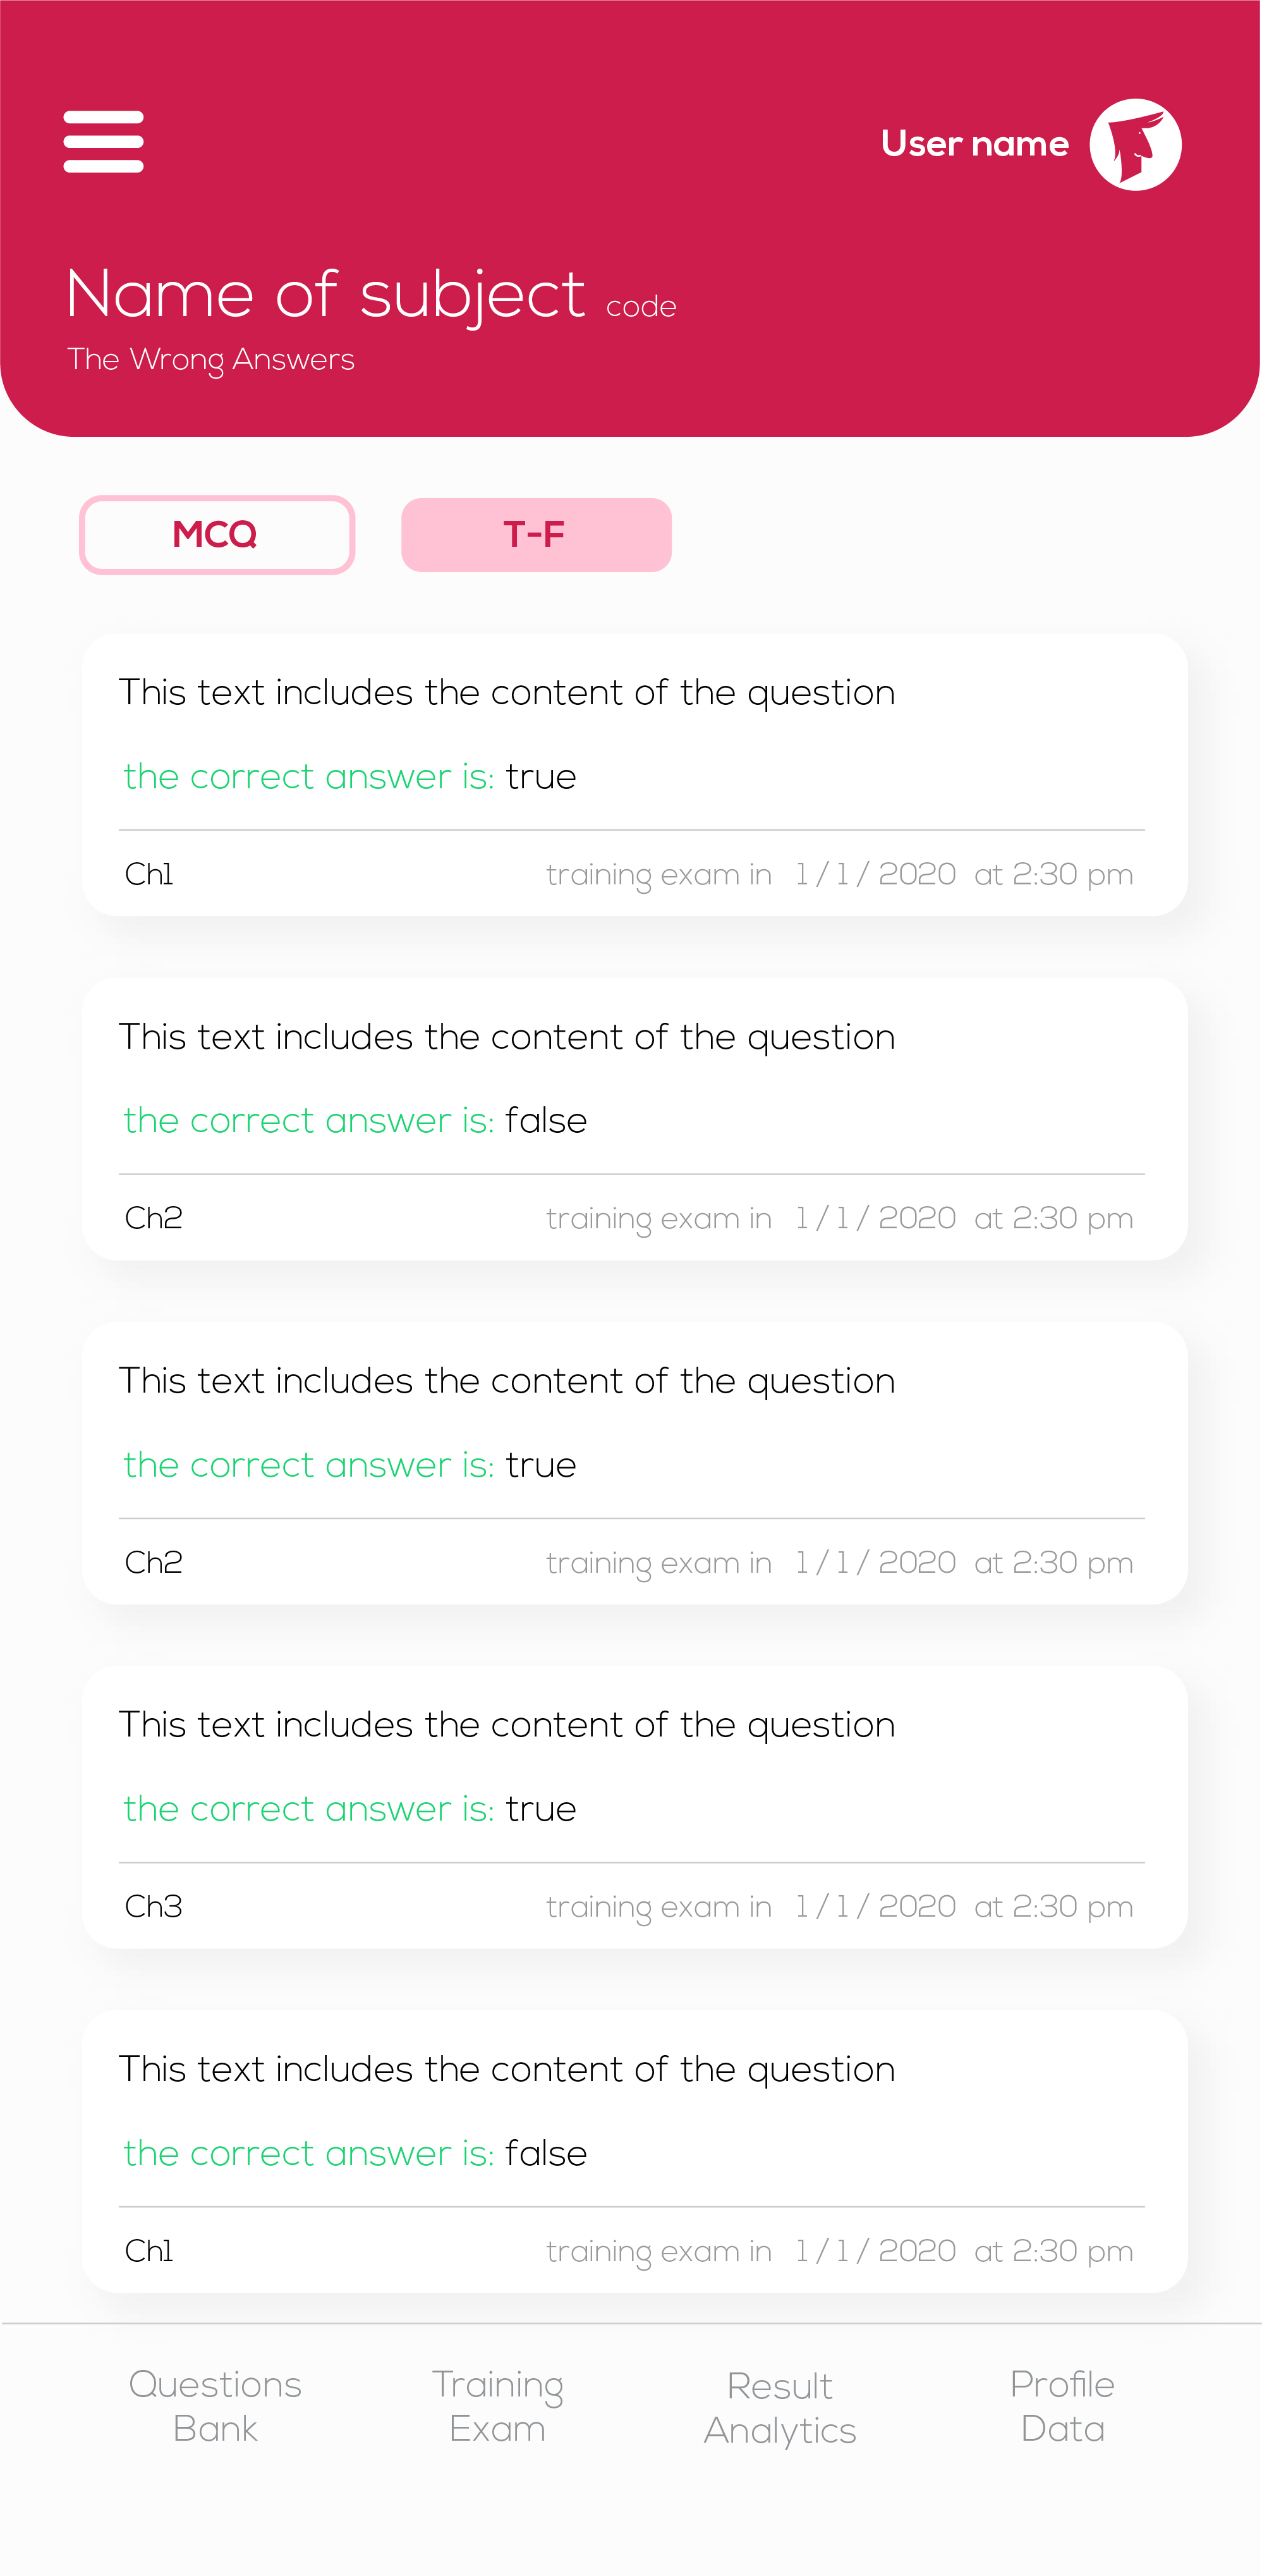 User name
Name of subject code
The Wrong Answers
MCQ
T-F
This text includes the content of the question
the correct answer is: true
Ch1
training exam in 1 / 1 / 2020 at 2:30 pm
This text includes the content of the question
the correct answer is: false
Ch2
training exam in 1 / 1 / 2020 at 2:30 pm
This text includes the content of the question
the correct answer is: true
Ch2
training exam in 1 / 1 / 2020 at 2:30 pm
This text includes the content of the question
the correct answer is: true
Ch3
training exam in 1 / 1 / 2020 at 2:30 pm
This text includes the content of the question
the correct answer is: false
Ch1
training exam in 1 / 1 / 2020 at 2:30 pm
Questions
Bank
Training
Exam
Result
Analytics
Profile
Data